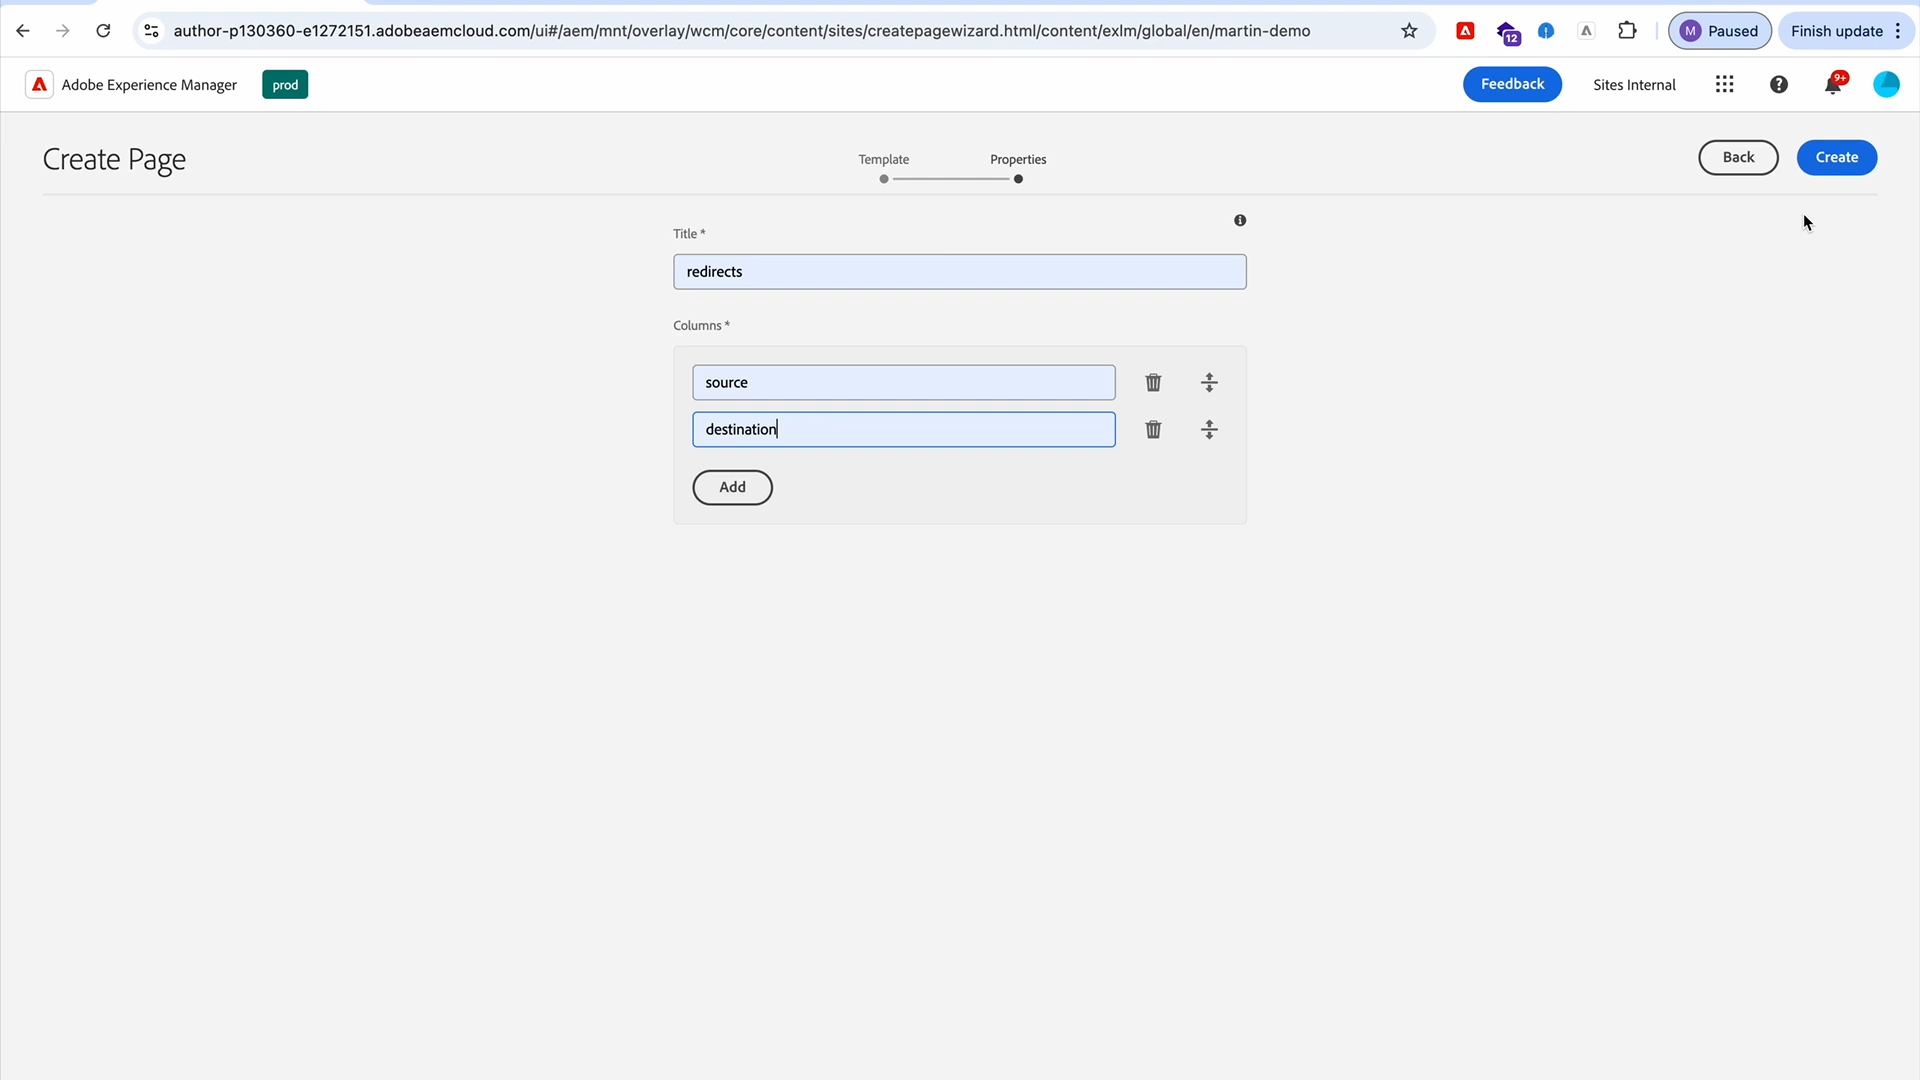 author-p130360-e1272151.adobeaemcloud.com/ui#/aem/mnt/overlay/wcm/core/content/sites/createpagewizard.html/content/exlm/global/en/martin-demo
12
M Paused
Finish update
Adobe Experience Manager
prod
Feedback
Sites Internal
9+
Create Page
Template
Properties
Back
Create
Title *
redirects
Columns *
source
destination
Add